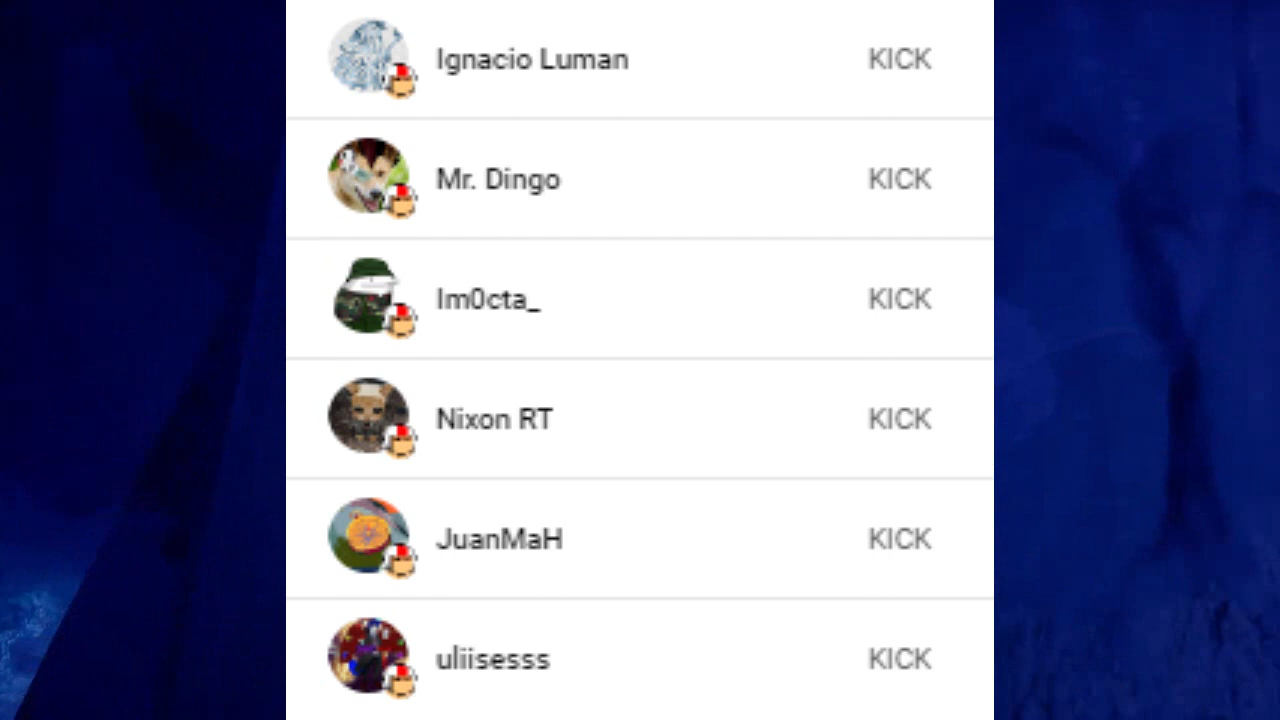 Ignacio Luman KICK
Mr. Dingo KICK
Im0cta_ KICK
Nixon RT KICK
JuanMaH KICK
uliisesss KICK